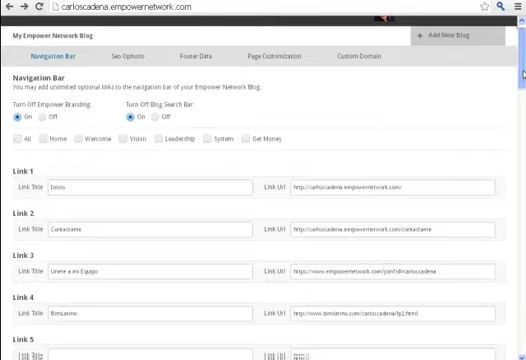 carloscadena.empowernetwork.com
My Empower Network Blog
+ Add New Blog
Navigation Bar Seo Options Footer Data Page Customization Custom Domain
Navigation Bar
You may add unlimited optional links to the navigation bar of your Empower Network Blog.
Turn Off Empower Branding: Turn Off Blog Search Bar:
On Off On Off
All Home Welcome Vision Leadership System Get Money
Link 1
Link Title Inicio Link Url http://carloscadena.empowernetwork.com/
Link 2
Link Title Contactame Link Url http://carloscadena.empowernetwork.com/contactame
Link 3
Link Title Unete a mi Equipo Link Url https://www.empowernetwork.com/join?id=carloscadena
Link 4
Link Title BimLatino Link Url http://www.bimlatino.com/carloscadena/lp2.html
Link 5
Link Title Link Url